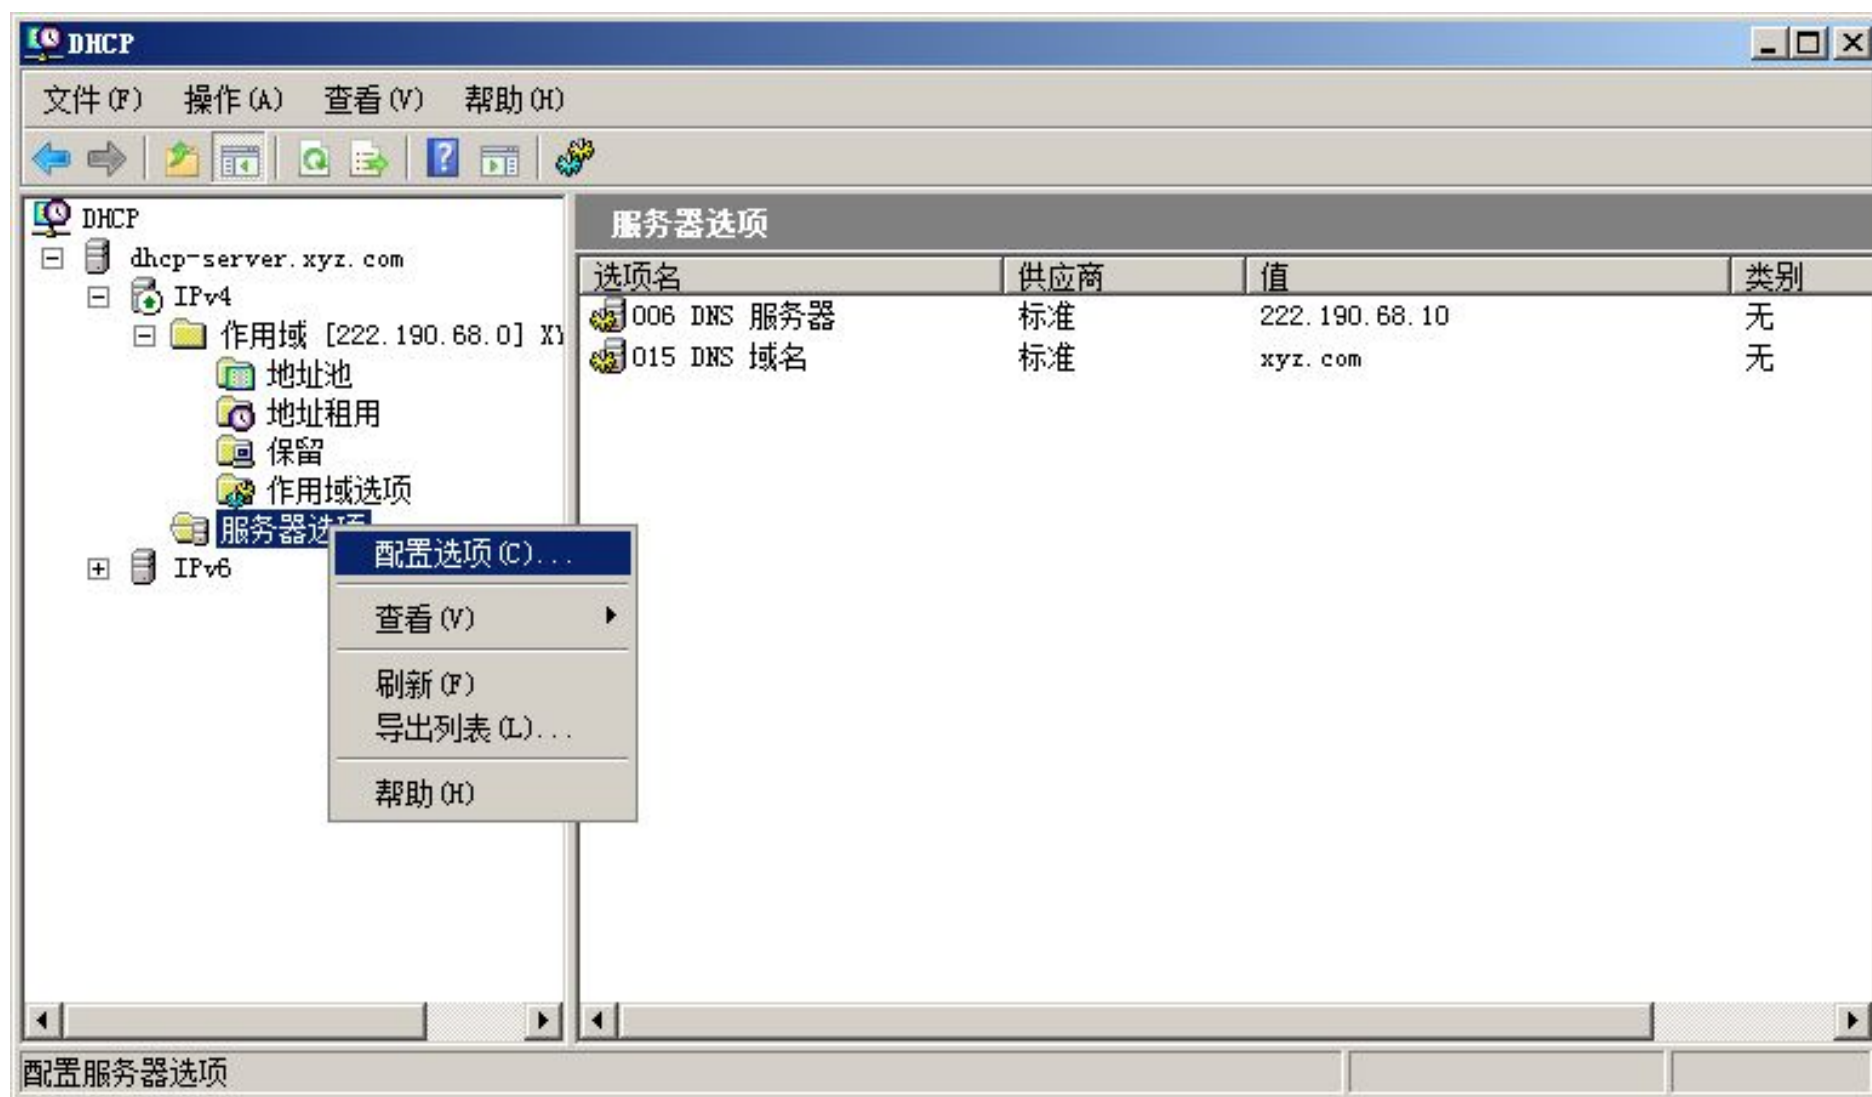 DHCP
文件(F) 操作(A) 查看(V) 帮助(H)
DHCP
dhcp-server.xyz.com
IPv4
作用域 [222.190.68.0] XY
地址池
地址租用
保留
作用域选项
服务器选项
IPv6
配置选项(C)...
查看(V)
刷新(F)
导出列表(L)...
帮助(H)
服务器选项
选项名 供应商 值 类别
006 DNS 服务器 标准 222.190.68.10 无
015 DNS 域名 标准 xyz.com 无
配置服务器选项